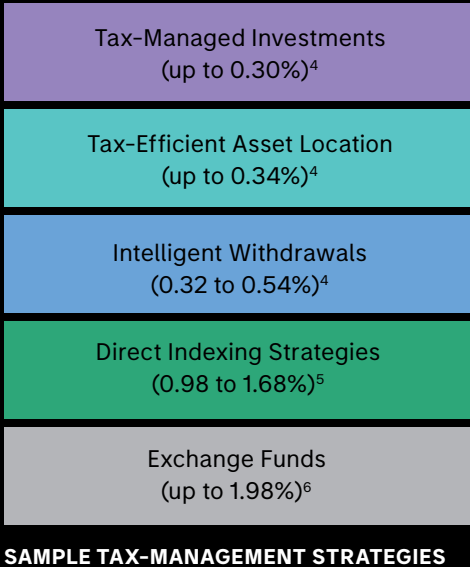 Tax-Managed Investments
(up to 0.30%)⁴
Tax-Efficient Asset Location
(up to 0.34%)⁴
Intelligent Withdrawals
(0.32 to 0.54%)⁴
Direct Indexing Strategies
(0.98 to 1.68%)⁵
Exchange Funds
(up to 1.98%)⁶
SAMPLE TAX-MANAGEMENT STRATEGIES